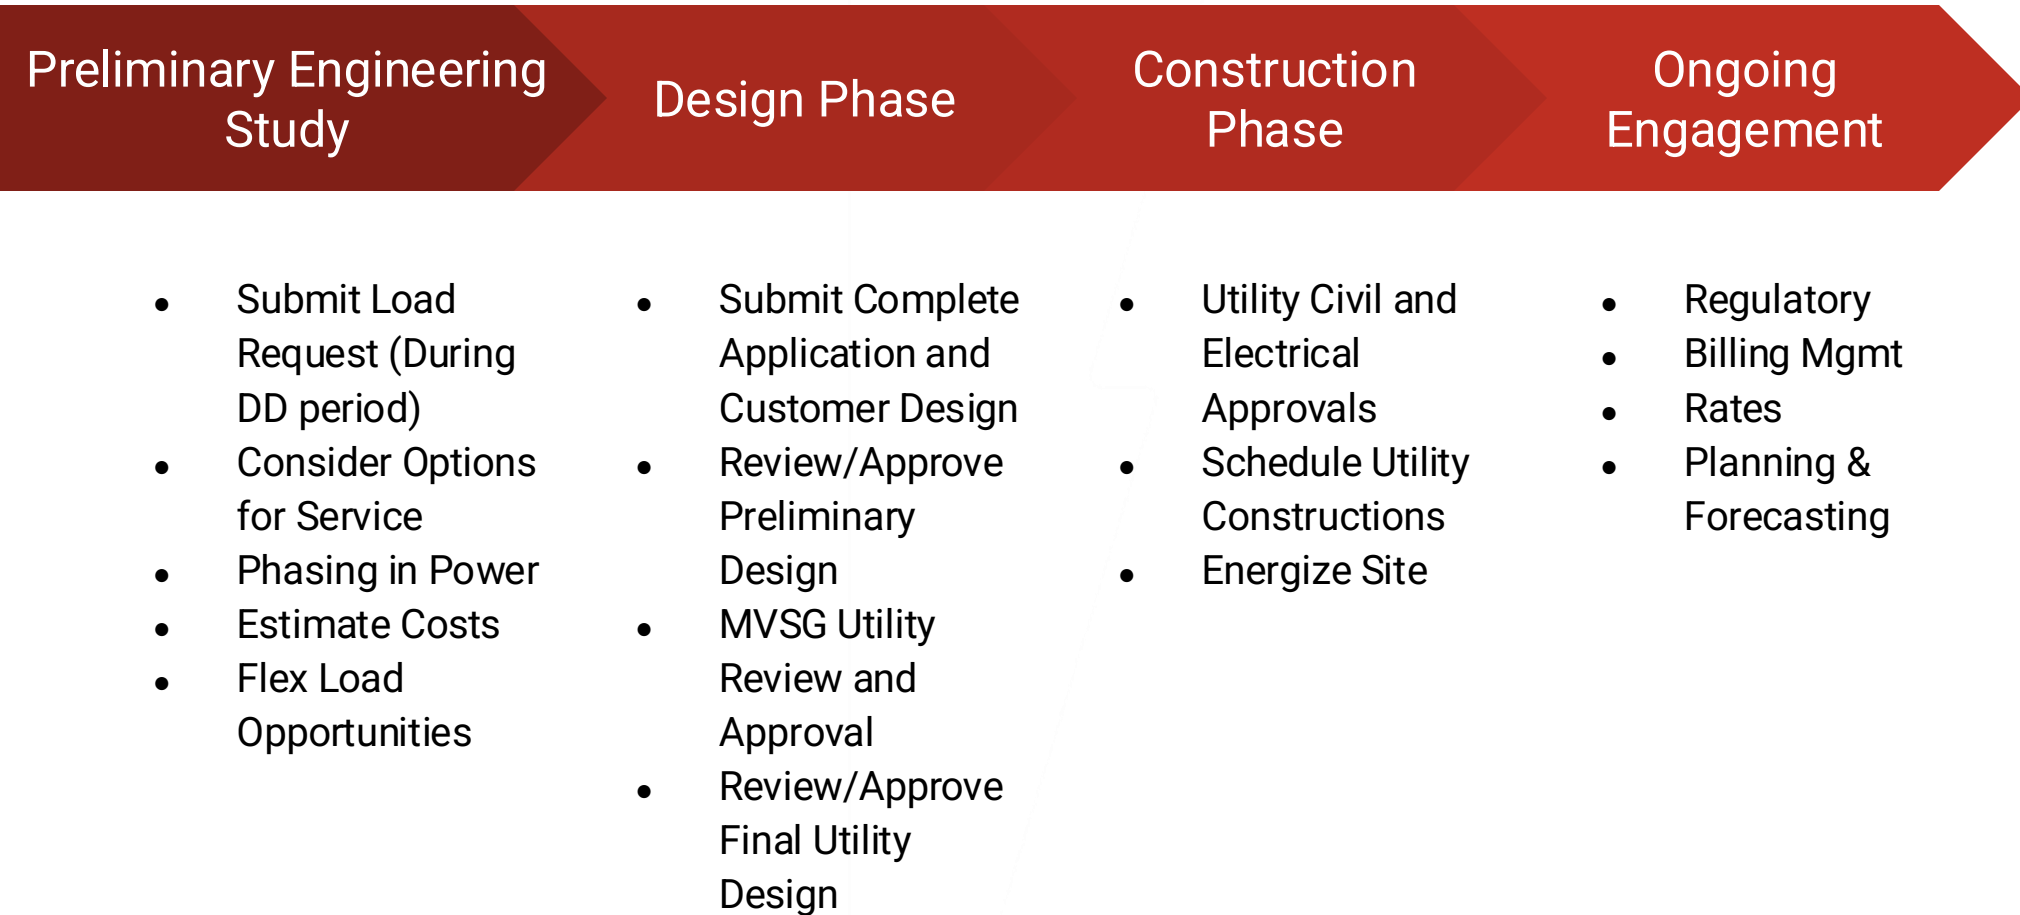 Preliminary Engineering
Study
Design Phase
Construction
Phase
Ongoing
Engagement
● Submit Load
Request (During
DD period)
● Consider Options
for Service
● Phasing in Power
● Estimate Costs
● Flex Load
Opportunities
● Submit Complete
Application and
Customer Design
● Review/Approve
Preliminary
Design
● MVSG Utility
Review and
Approval
● Review/Approve
Final Utility
Design
● Utility Civil and
Electrical
Approvals
● Schedule Utility
Constructions
● Energize Site
● Regulatory
● Billing Mgmt
● Rates
● Planning &
Forecasting